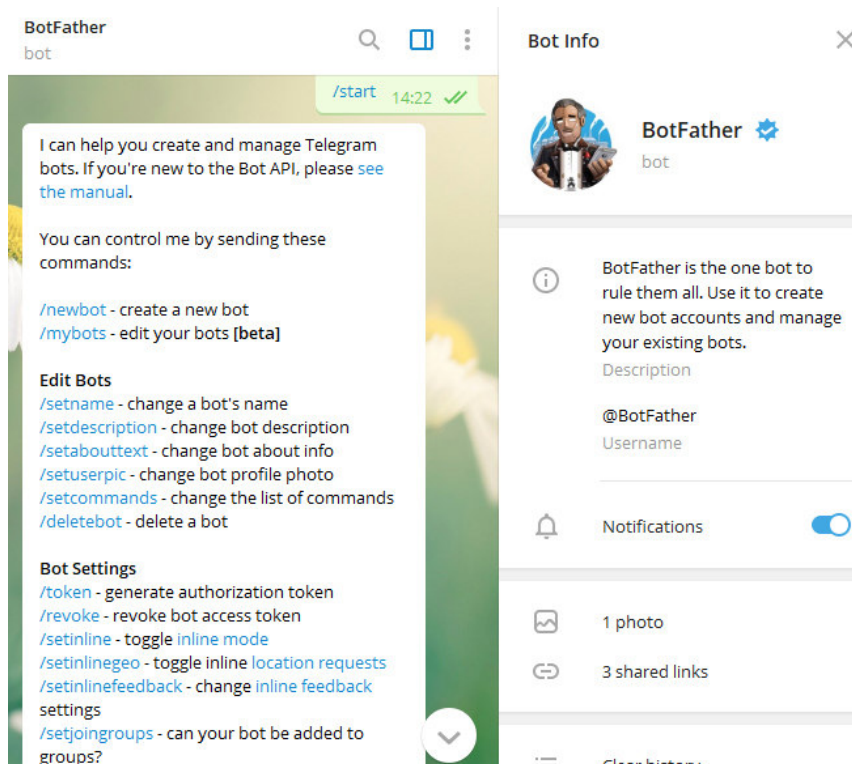 BotFather
bot
/start
14:22
I can help you create and manage Telegram
bots. If you're new to the Bot API, please see
the manual.
You can control me by sending these
commands:
/newbot - create a new bot
/mybots - edit your bots [beta]
Edit Bots
/setname - change a bot's name
/setdescription - change bot description
/setabouttext - change bot about info
/setuserpic - change bot profile photo
/setcommands - change the list of commands
/deletebot - delete a bot
Bot Settings
/token - generate authorization token
/revoke - revoke bot access token
/setinline - toggle inline mode
/setinlinegeo - toggle inline location requests
/setinlinefeedback - change inline feedback
settings
/setjoingroups - can your bot be added to
groups?
Bot Info
BotFather
bot
BotFather is the one bot to
rule them all. Use it to create
new bot accounts and manage
your existing bots.
Description
@BotFather
Username
Notifications
1 photo
3 shared links
Clear history